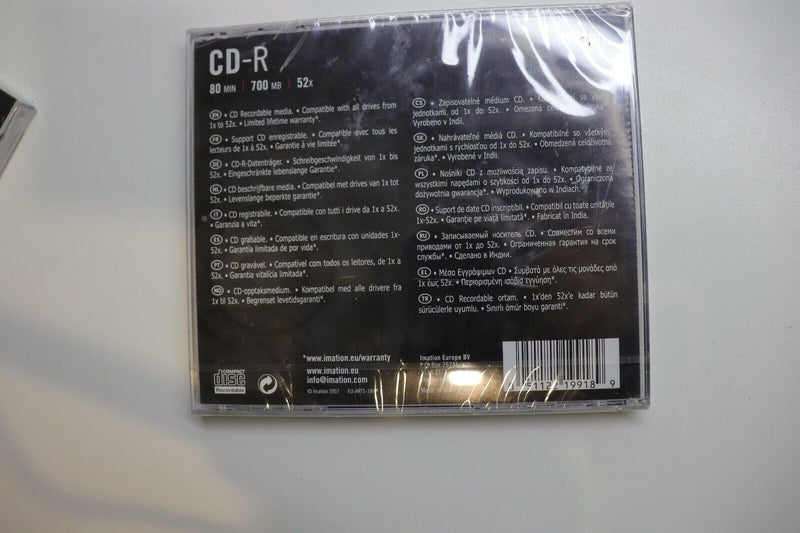 CD-R
80 MIN | 700 MB | 52x
EN • CD Recordable media. • Compatible with all drives from
1x to 52x. • Limited lifetime warranty*.
FR • Support CD enregistrable. • Compatible avec tous les
lecteurs de 1x à 52x. • Garantie à vie limitée*.
DE • CD-R-Datenträger. • Schreibgeschwindigkeit von 1x bis
52x. • Eingeschränkte lebenslange Garantie*.
NL • CD beschrijfbare media. • Compatibel met drives van 1x tot
52x. • Levenslange beperkte garantie*.
IT • CD registrabile. • Compatibile con tutti i drive da 1x a 52x.
• Garanzia a vita*.
ES • CD grabable. • Compatible en escritura con unidades 1x-
52x. • Garantía limitada de por vida*.
PT • CD gravável. • Compatível com todos os leitores, de 1x a
52x. • Garantia vitalícia limitada*.
NO • CD-opptaksmedium. • Kompatibel med alle drivere fra
1x til 52x. • Begrenset levetidsgaranti*.
CS • Zapisovatelné médium CD. • se
jednotkami, od 1x do 52x. • Omezená záruka*.
Vyrobeno v Indii.
SK • Nahrávateľné médiá CD. • Kompatibilné so všetkými
jednotkami s rýchlosťou od 1x do 52x. • Obmedzená celoživotná
záruka*. • Vyrobené v Indii.
PL • Nośniki CD z możliwością zapisu. • Kompatybilne ze
wszystkimi napędami o szybkości od 1x do 52x. • Ograniczona
dożywotnia gwarancja*. • Wyprodukowano w Indiach.
RO • Suport de date CD inscriptibil. • Compatibil cu toate unităţile
1x-52x. • Garanţie pe viaţă limitată*. • Fabricat în India.
RU • Записываемый носитель CD. • Совместим со всеми
приводами от 1x до 52x. • Ограниченная гарантия на срок
службы*. • Сделано в Индии.
EL • Μέσα Εγγράψιμων CD • Συμβατά με όλες τις μονάδες από
1x έως 52x. • Περιορισμένη ισόβια εγγύηση*.
TR • CD Recordable ortam. • 1x'den 52x'e kadar bütün
sürücülerle uyumlu. • Sınırlı ömür boyu garanti*.
*www.imation.eu/warranty
www.imation.eu
info@imation.com
© Imation 2007
Imation Europe BV
COMPACT
disc
Recordable
51122 19918 9